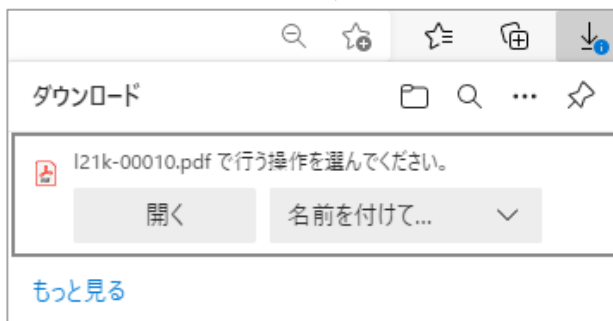 ダウンロード
l21k-00010.pdf で行う操作を選んでください。
開く
名前を付けて...
もっと見る